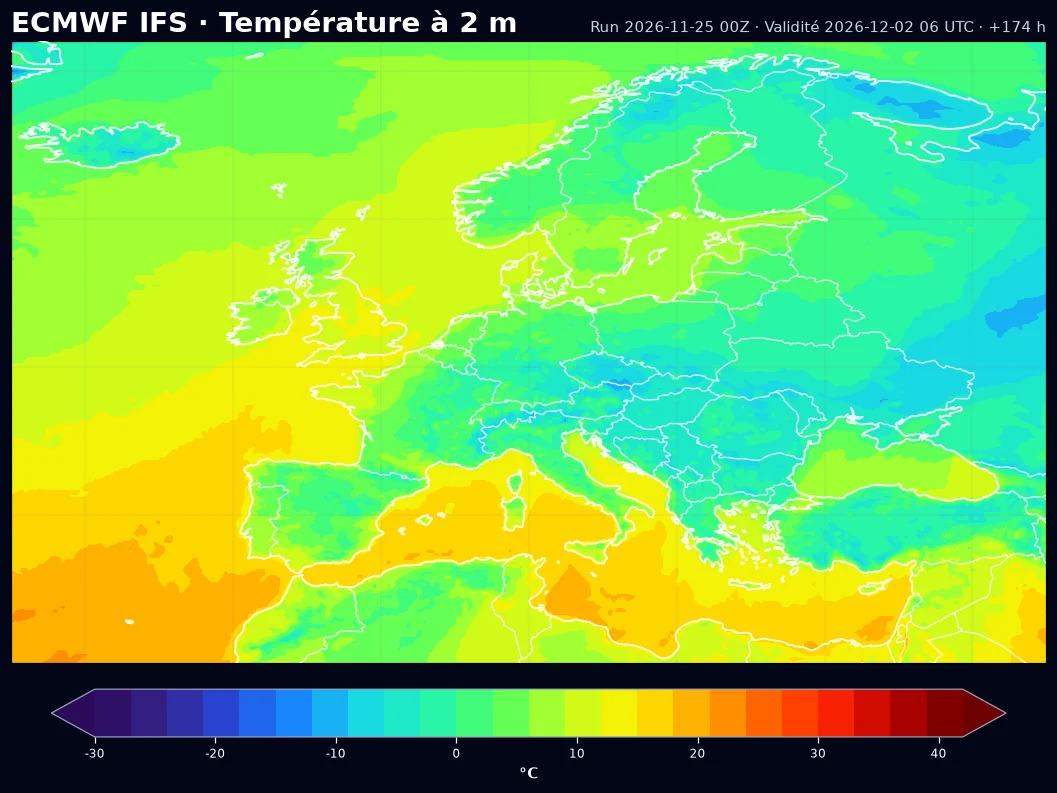 ECMWF IFS · Température à 2 m
Run 2026-11-25 00Z · Validité 2026-12-02 06 UTC · +174 h
-30 -20 -10 0 10 20 30 40
°C